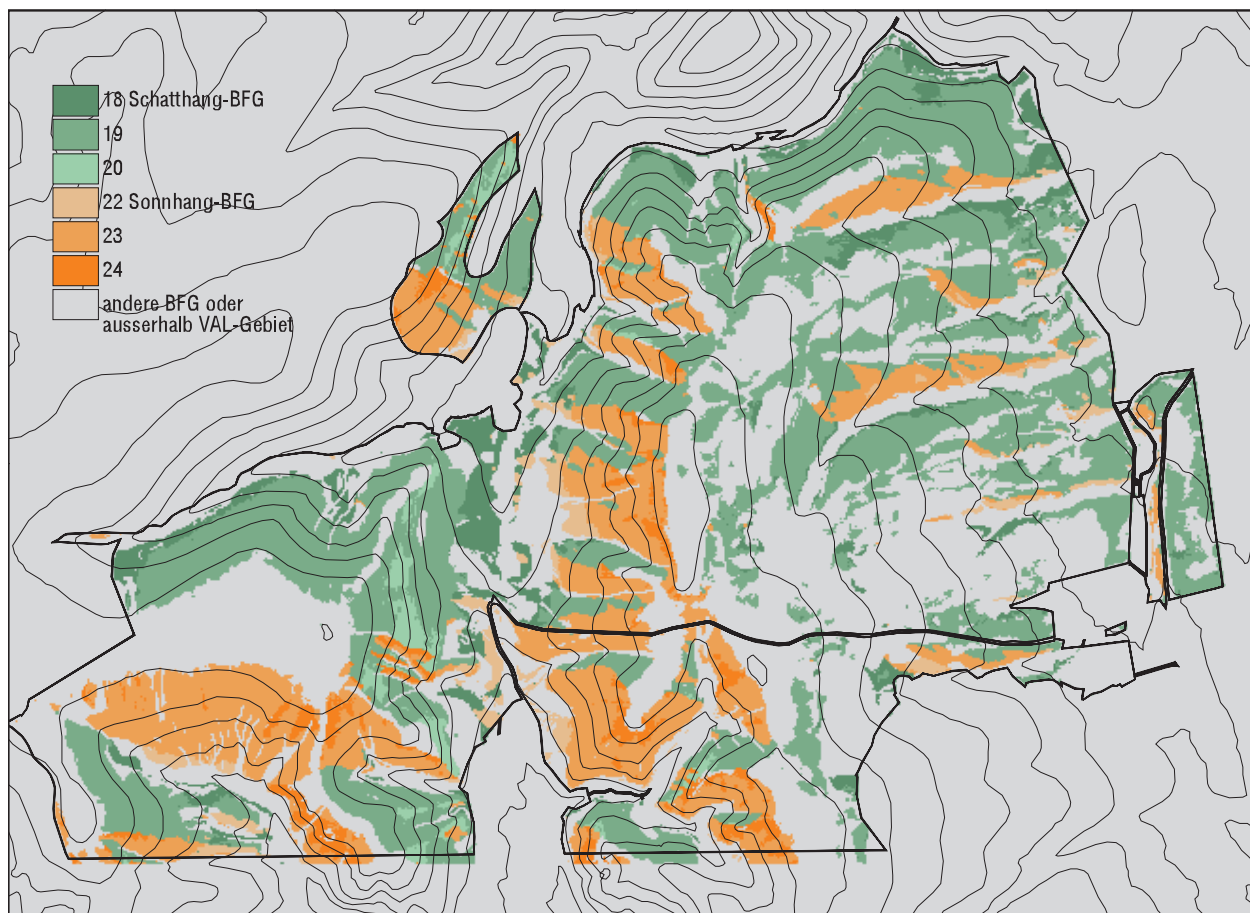 18 Schatthang-BFG
19
20
22 Sonnhang-BFG
23
24
andere BFG oder
ausserhalb VAL-Gebiet